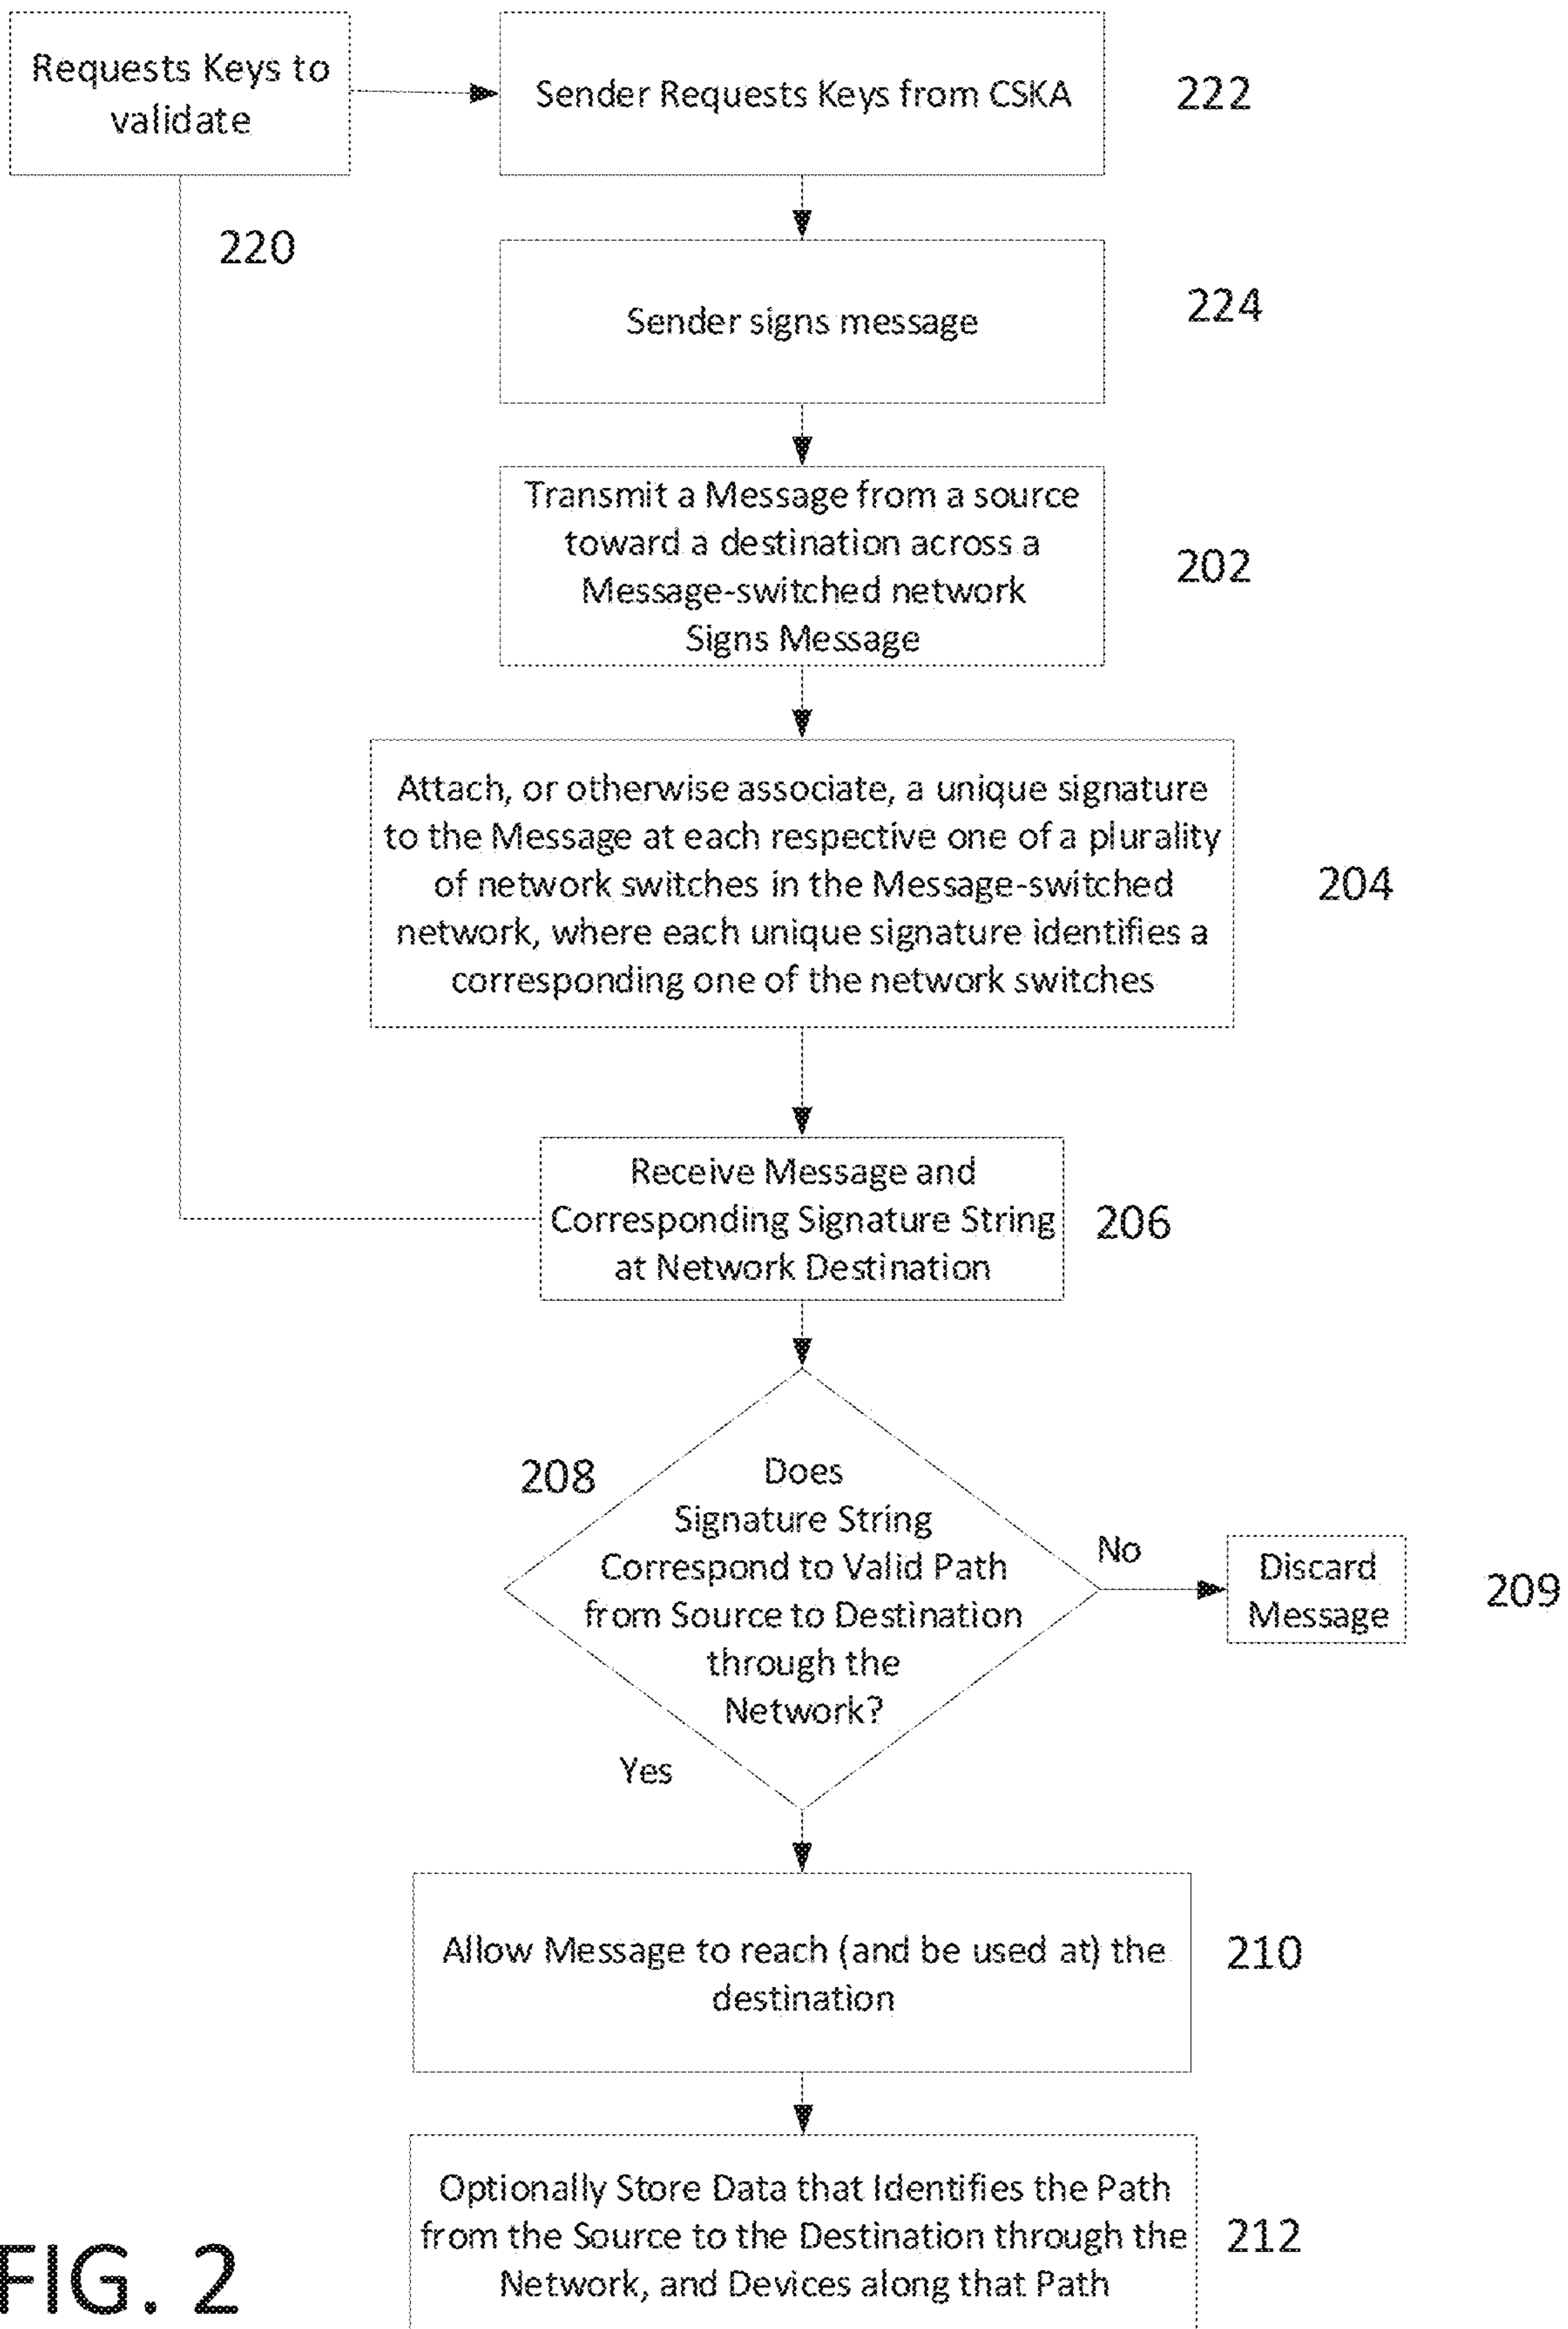 Requests Keys to
validate
Sender Requests Keys from CSKA
222
220
Sender signs message
224
Transmit a Message from a source
toward a destination across a
Message-switched network
Signs Message
202
Attach, or otherwise associate, a unique signature
to the Message at each respective one of a plurality
of network switches in the Message-switched
network, where each unique signature identifies a
corresponding one of the network switches
204
Receive Message and
Corresponding Signature String
at Network Destination
206
208
Does
Signature String
Correspond to Valid Path
from Source to Destination
through the
Network?
No
Discard
Message
209
Yes
Allow Message to reach (and be used at) the
destination
210
Optionally Store Data that Identifies the Path
from the Source to the Destination through the
Network, and Devices along that Path
212
FIG. 2